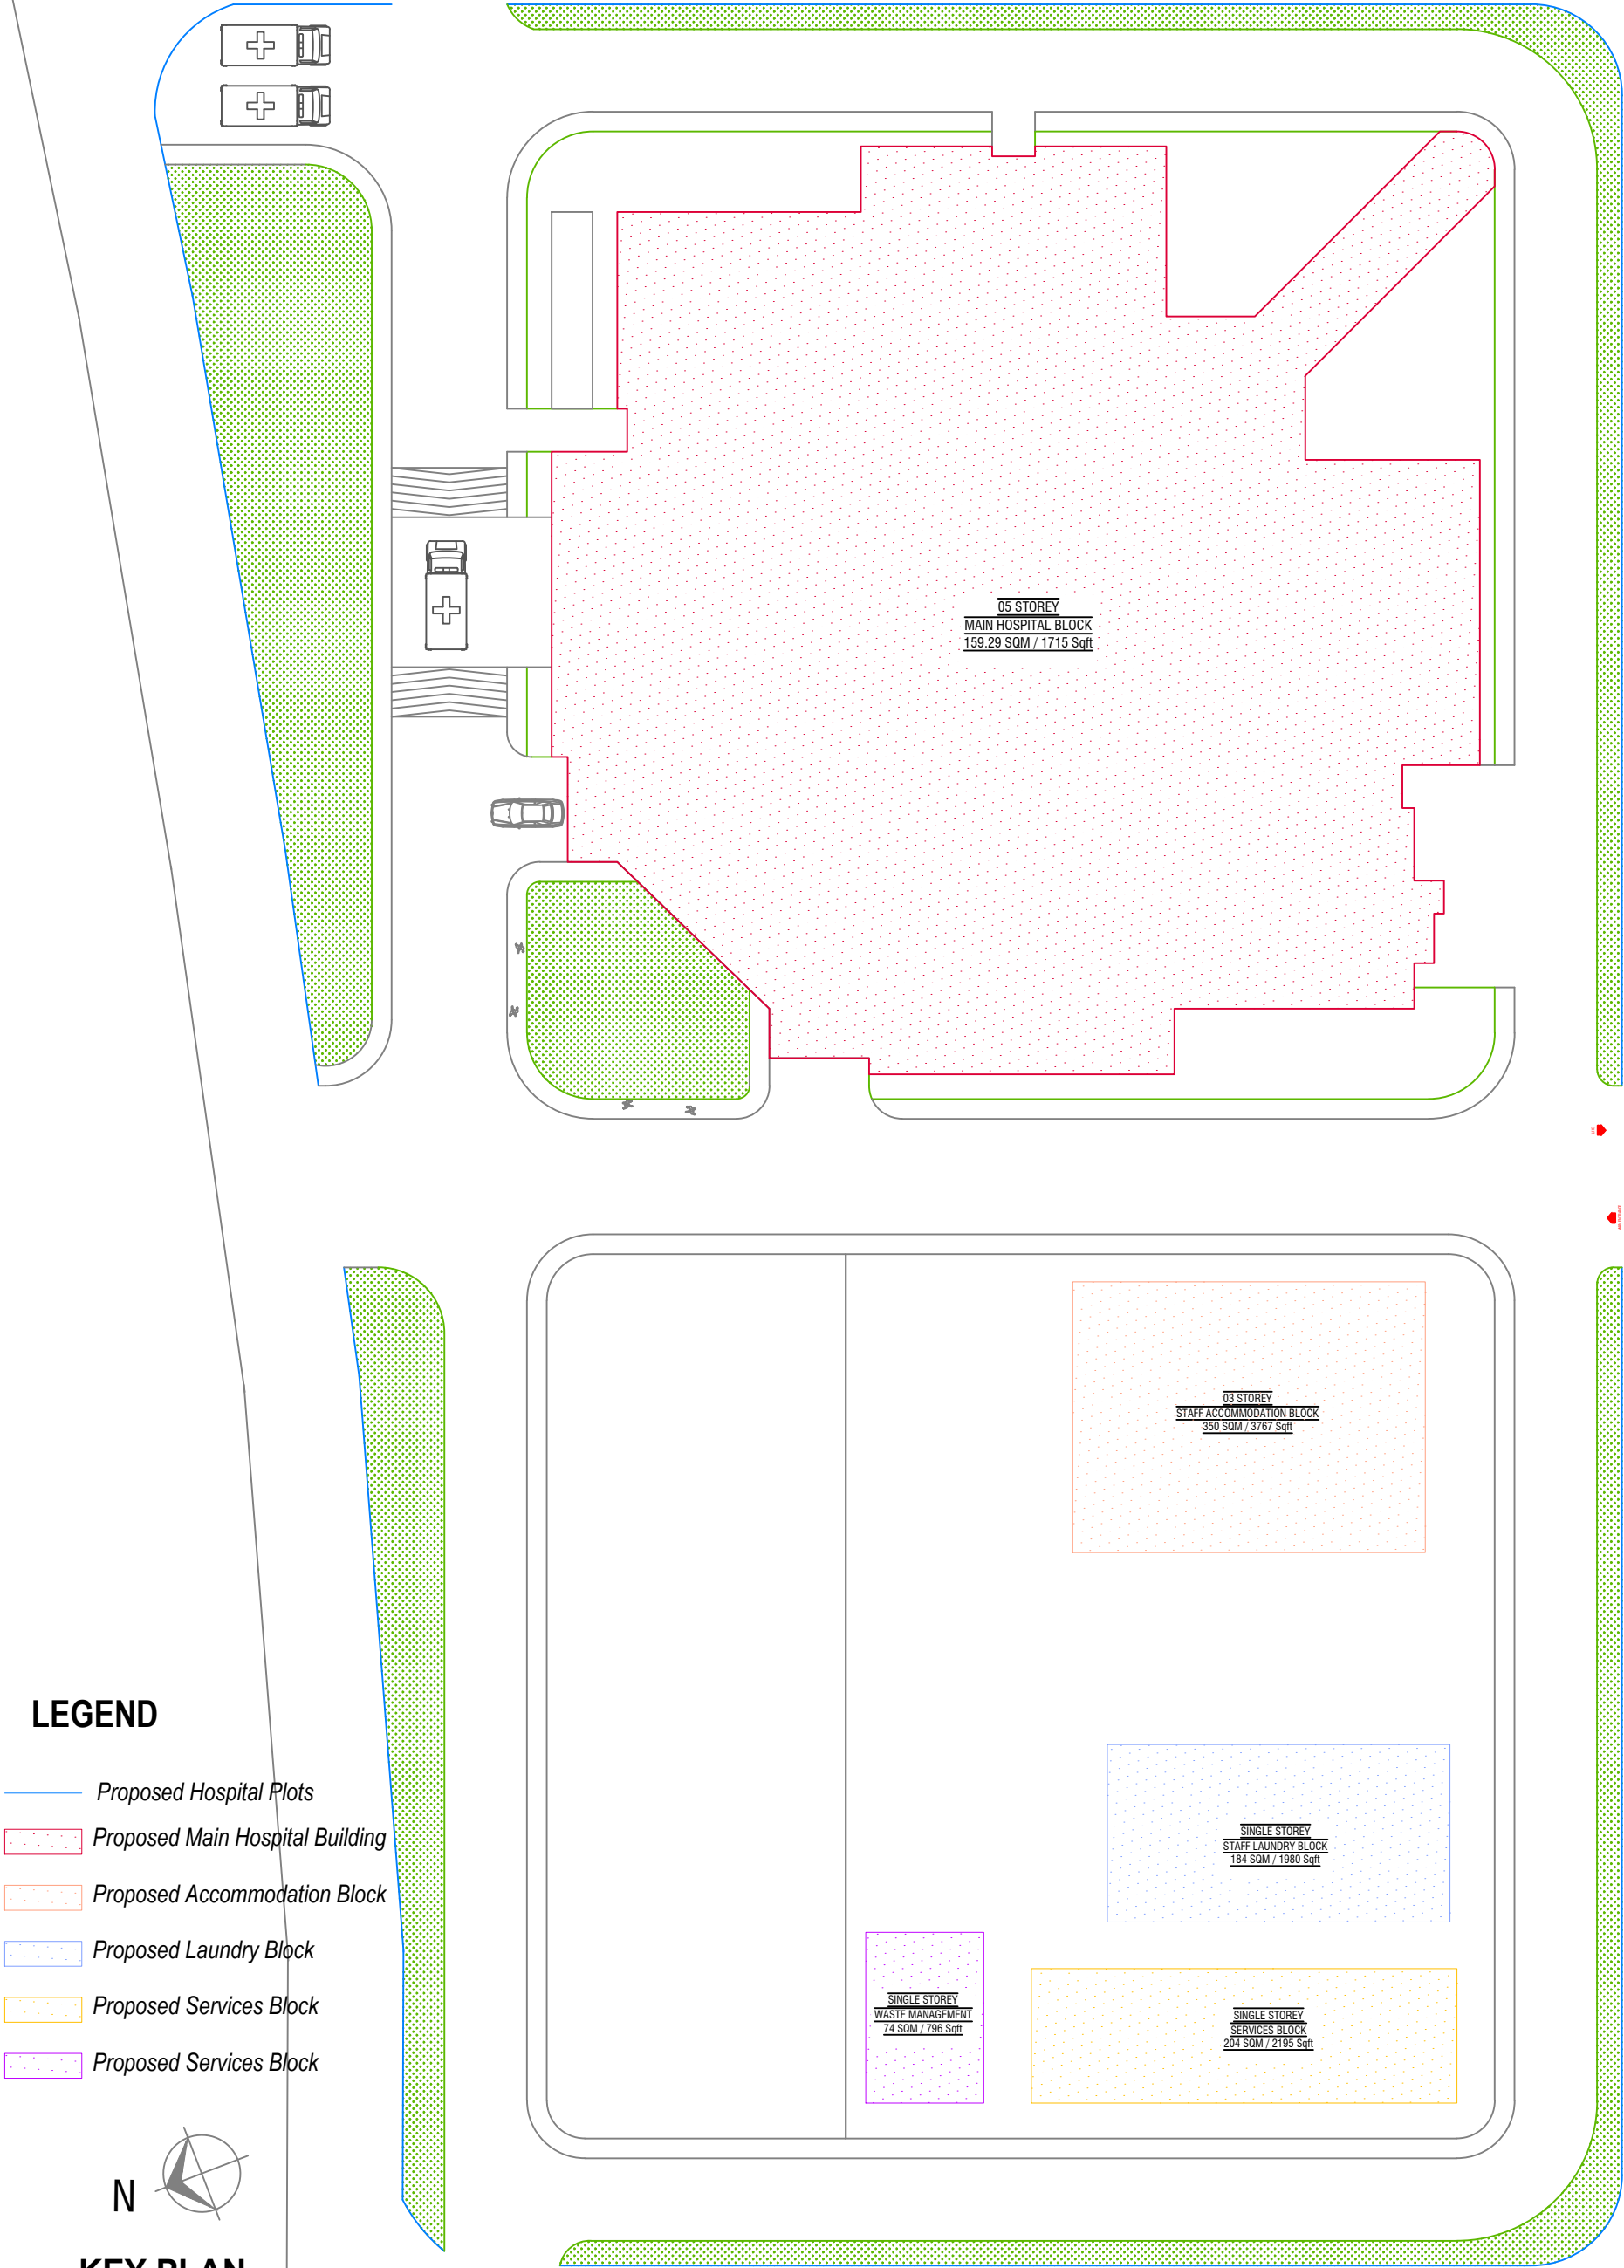 05 STOREY
MAIN HOSPITAL BLOCK
159.29 SQM / 1715 Sqft
03 STOREY
STAFF ACCOMMODATION BLOCK
350 SQM / 3767 Sqft
SINGLE STOREY
STAFF LAUNDRY BLOCK
184 SQM / 1980 Sqft
SINGLE STOREY
WASTE MANAGEMENT
74 SQM / 796 Sqft
SINGLE STOREY
SERVICES BLOCK
204 SQM / 2195 Sqft
LEGEND
Proposed Hospital Plots
Proposed Main Hospital Building
Proposed Accommodation Block
Proposed Laundry Block
Proposed Services Block
Proposed Services Block
N
KEY PLAN